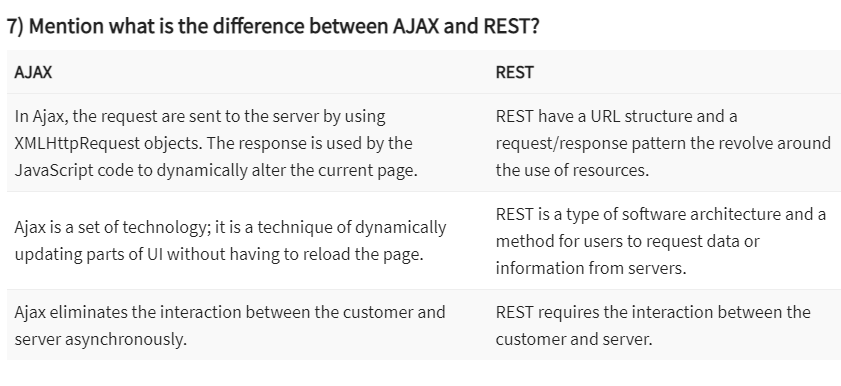 7) Mention what is the difference between AJAX and REST?
AJAX
REST
In Ajax, the request are sent to the server by using
XMLHttpRequest objects. The response is used by the
JavaScript code to dynamically alter the current page.
REST have a URL structure and a
request/response pattern the revolve around
the use of resources.
Ajax is a set of technology; it is a technique of dynamically
updating parts of UI without having to reload the page.
REST is a type of software architecture and a
method for users to request data or
information from servers.
Ajax eliminates the interaction between the customer and
server asynchronously.
REST requires the interaction between the
customer and server.